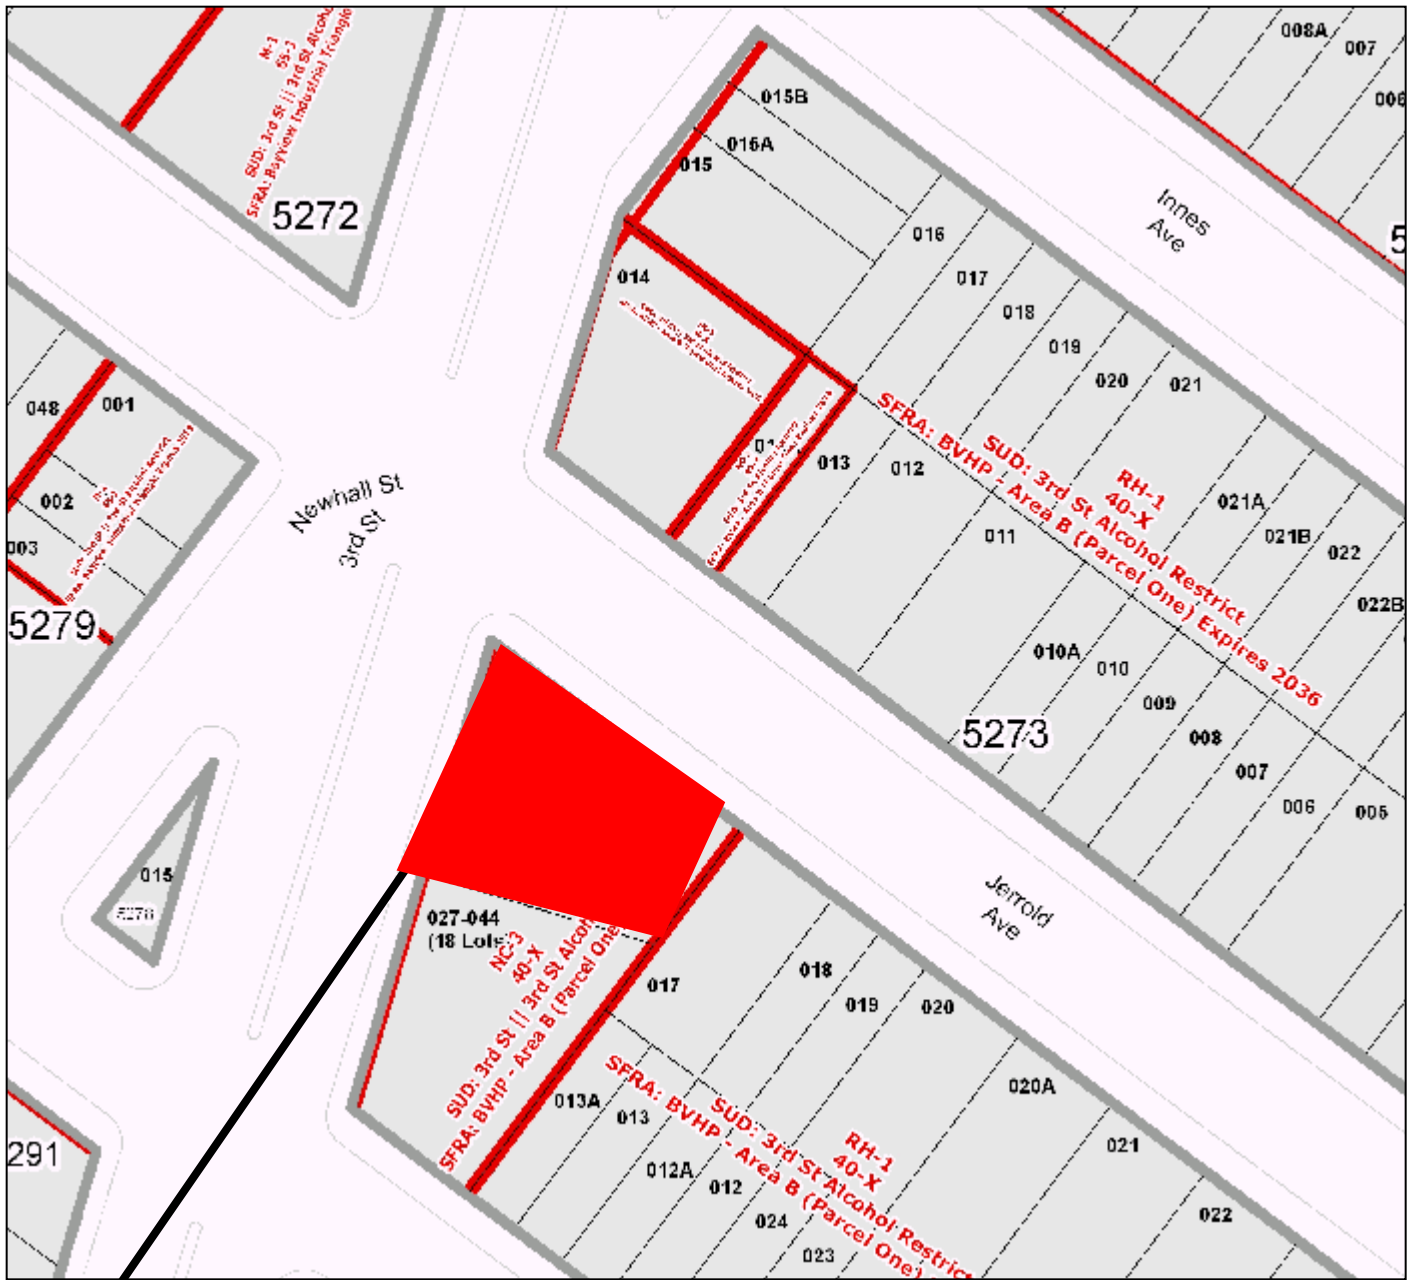 M-1
65-J
SUD: 3rd St || 3rd St Alcoho
SFRA: Bayview Industrial Triangle
5272
015B
016A
015
014
016
017
018
019
020
021
Innes
Ave
008A
007
006
5
048
001
002
003
5279
Newhall St
3rd St
013
012
011
RH-1
40-X
SUD: 3rd St Alcohol Restrict
SFRA: BVHP - Area B (Parcel One) Expires 2036
021A
021B
022
022B
010A
010
009
008
007
006
005
5273
015
5278
027-044
(18 Lots)
NC-3
40-X
SUD: 3rd St || 3rd St Alcoh
SFRA: BVHP - Area B (Parcel One
Jerrold
Ave
017
018
019
020
020A
021
022
013A
013
012A
012
024
023
RH-1
40-X
SUD: 3rd St Alcohol Restrict
SFRA: BVHP - Area B (Parcel One)
291